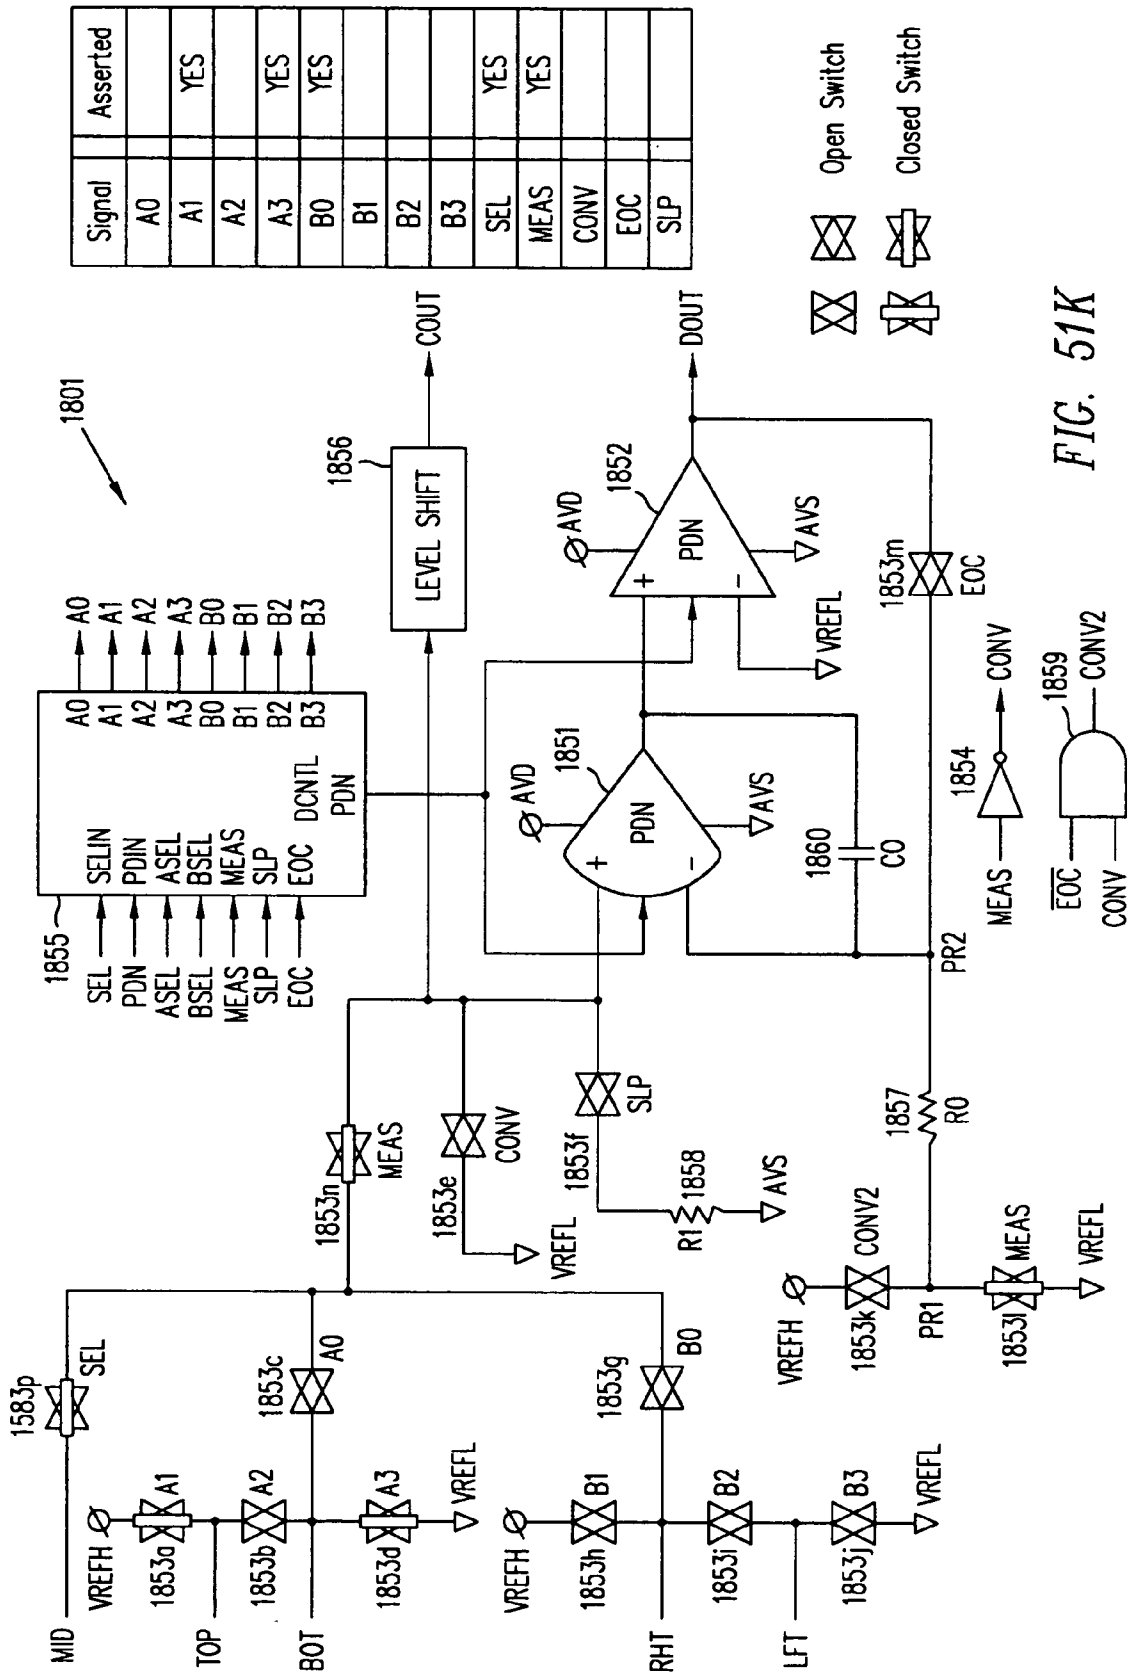 1801
Signal Asserted
A0
A1 YES
A2
A3 YES
B0 YES
B1
B2
B3
SEL YES
MEAS YES
CONV
EOC
SLP
1855
SEL SELIN A0 A0
PDN PDIN A1 A1
ASEL ASEL A2 A2
BSEL BSEL A3 A3
MEAS MEAS B0 B0
SLP SLP B1 B1
EOC EOC B2 B2
DCNTL B3 B3
PDN
1856
LEVEL SHIFT
COUT
MID
1583p
SEL
VREFH
1853a
A1
TOP
1853b
A2
BOT
1853d
A3
VREFL
1853c
A0
1853n
MEAS
1853e
CONV
VREFL
1853f
SLP
R1
1858
AVS
VREFH
1853h
B1
RHT
1853i
B2
LFT
1853j
B3
VREFL
1853g
B0
AVD
1851
+
PDN
−
AVS
1860
C0
AVD
1852
+
PDN
−
AVS
VREFL
DOUT
VREFH
1853k
CONV2
PR1
1853l
MEAS
VREFL
1857
R0
PR2
1853m
EOC
MEAS
1854
CONV
EOC
CONV
1859
CONV2
Open Switch
Closed Switch
FIG. 51K